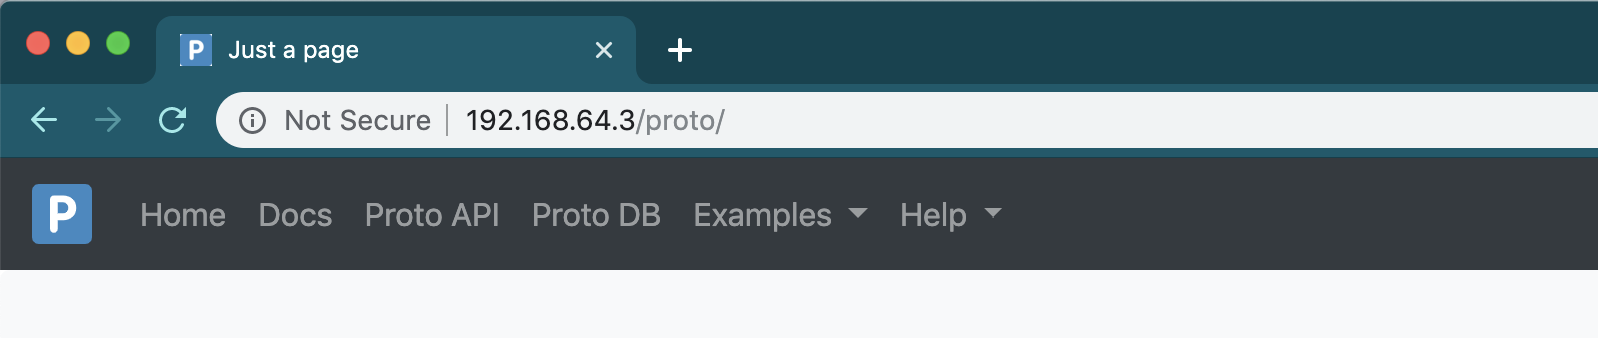 P Just a page
Not Secure 192.168.64.3/proto/
P Home Docs Proto API Proto DB Examples Help